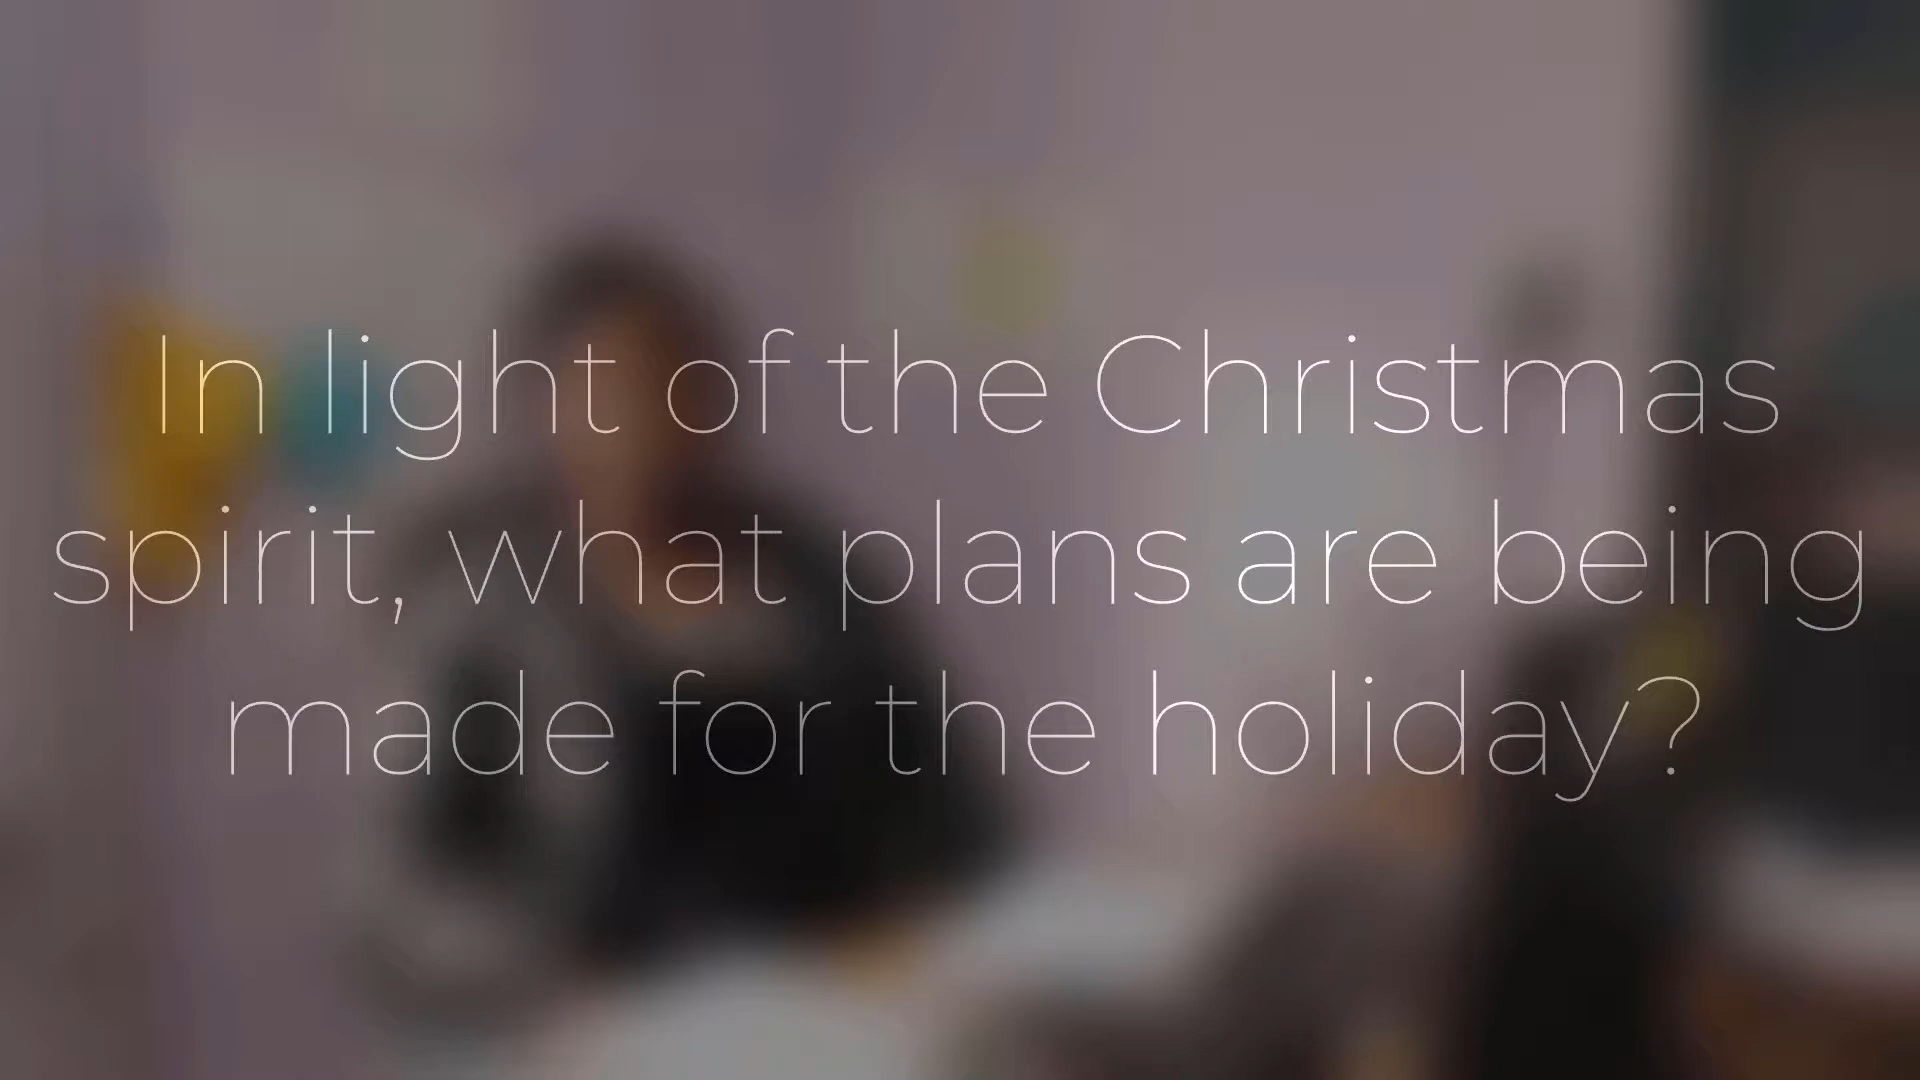 In light of the Christmas
spirit, what plans are being
made for the holiday?